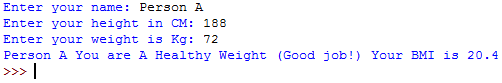 Enter your name: Person A
Enter your height in CM: 188
Enter your weight is Kg: 72
Person A You are A Healthy Weight (Good job!) Your BMI is 20.4
>>>